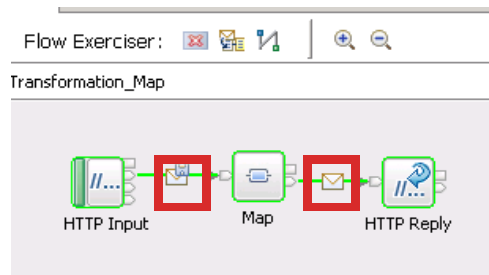 Flow Exerciser:
Transformation_Map
//...
//...
HTTP Input
Map
HTTP Reply